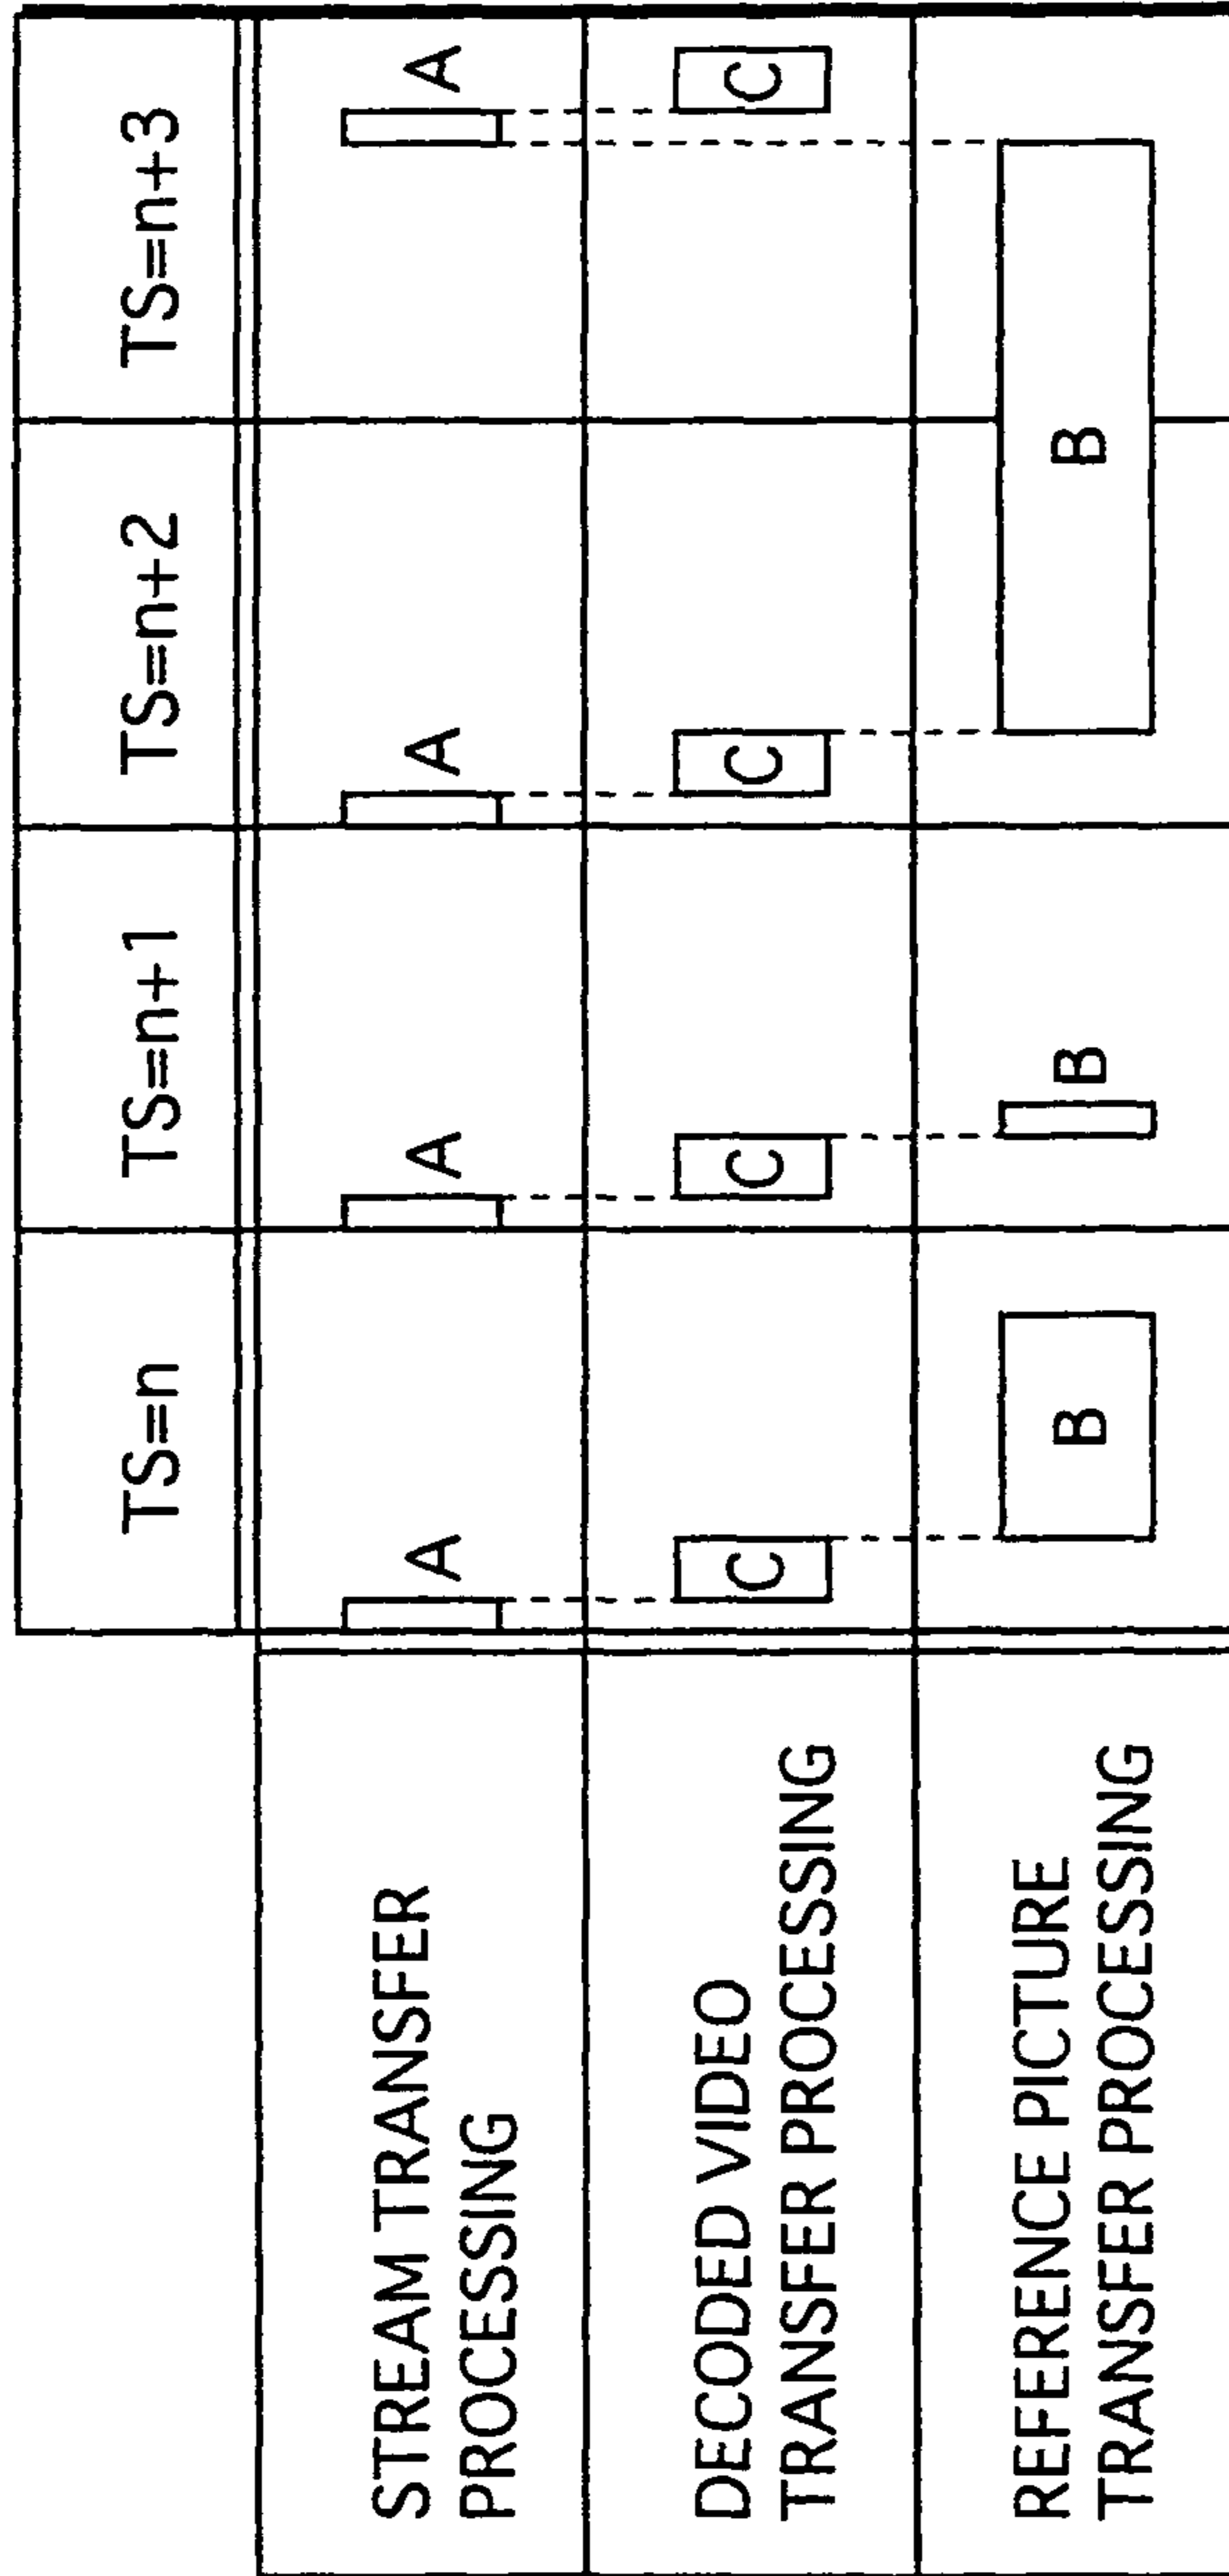 TS=n
TS=n+1
TS=n+2
TS=n+3
STREAM TRANSFER
PROCESSING
A
A
A
A
DECODED VIDEO
TRANSFER PROCESSING
C
C
C
C
REFERENCE PICTURE
TRANSFER PROCESSING
B
B
B